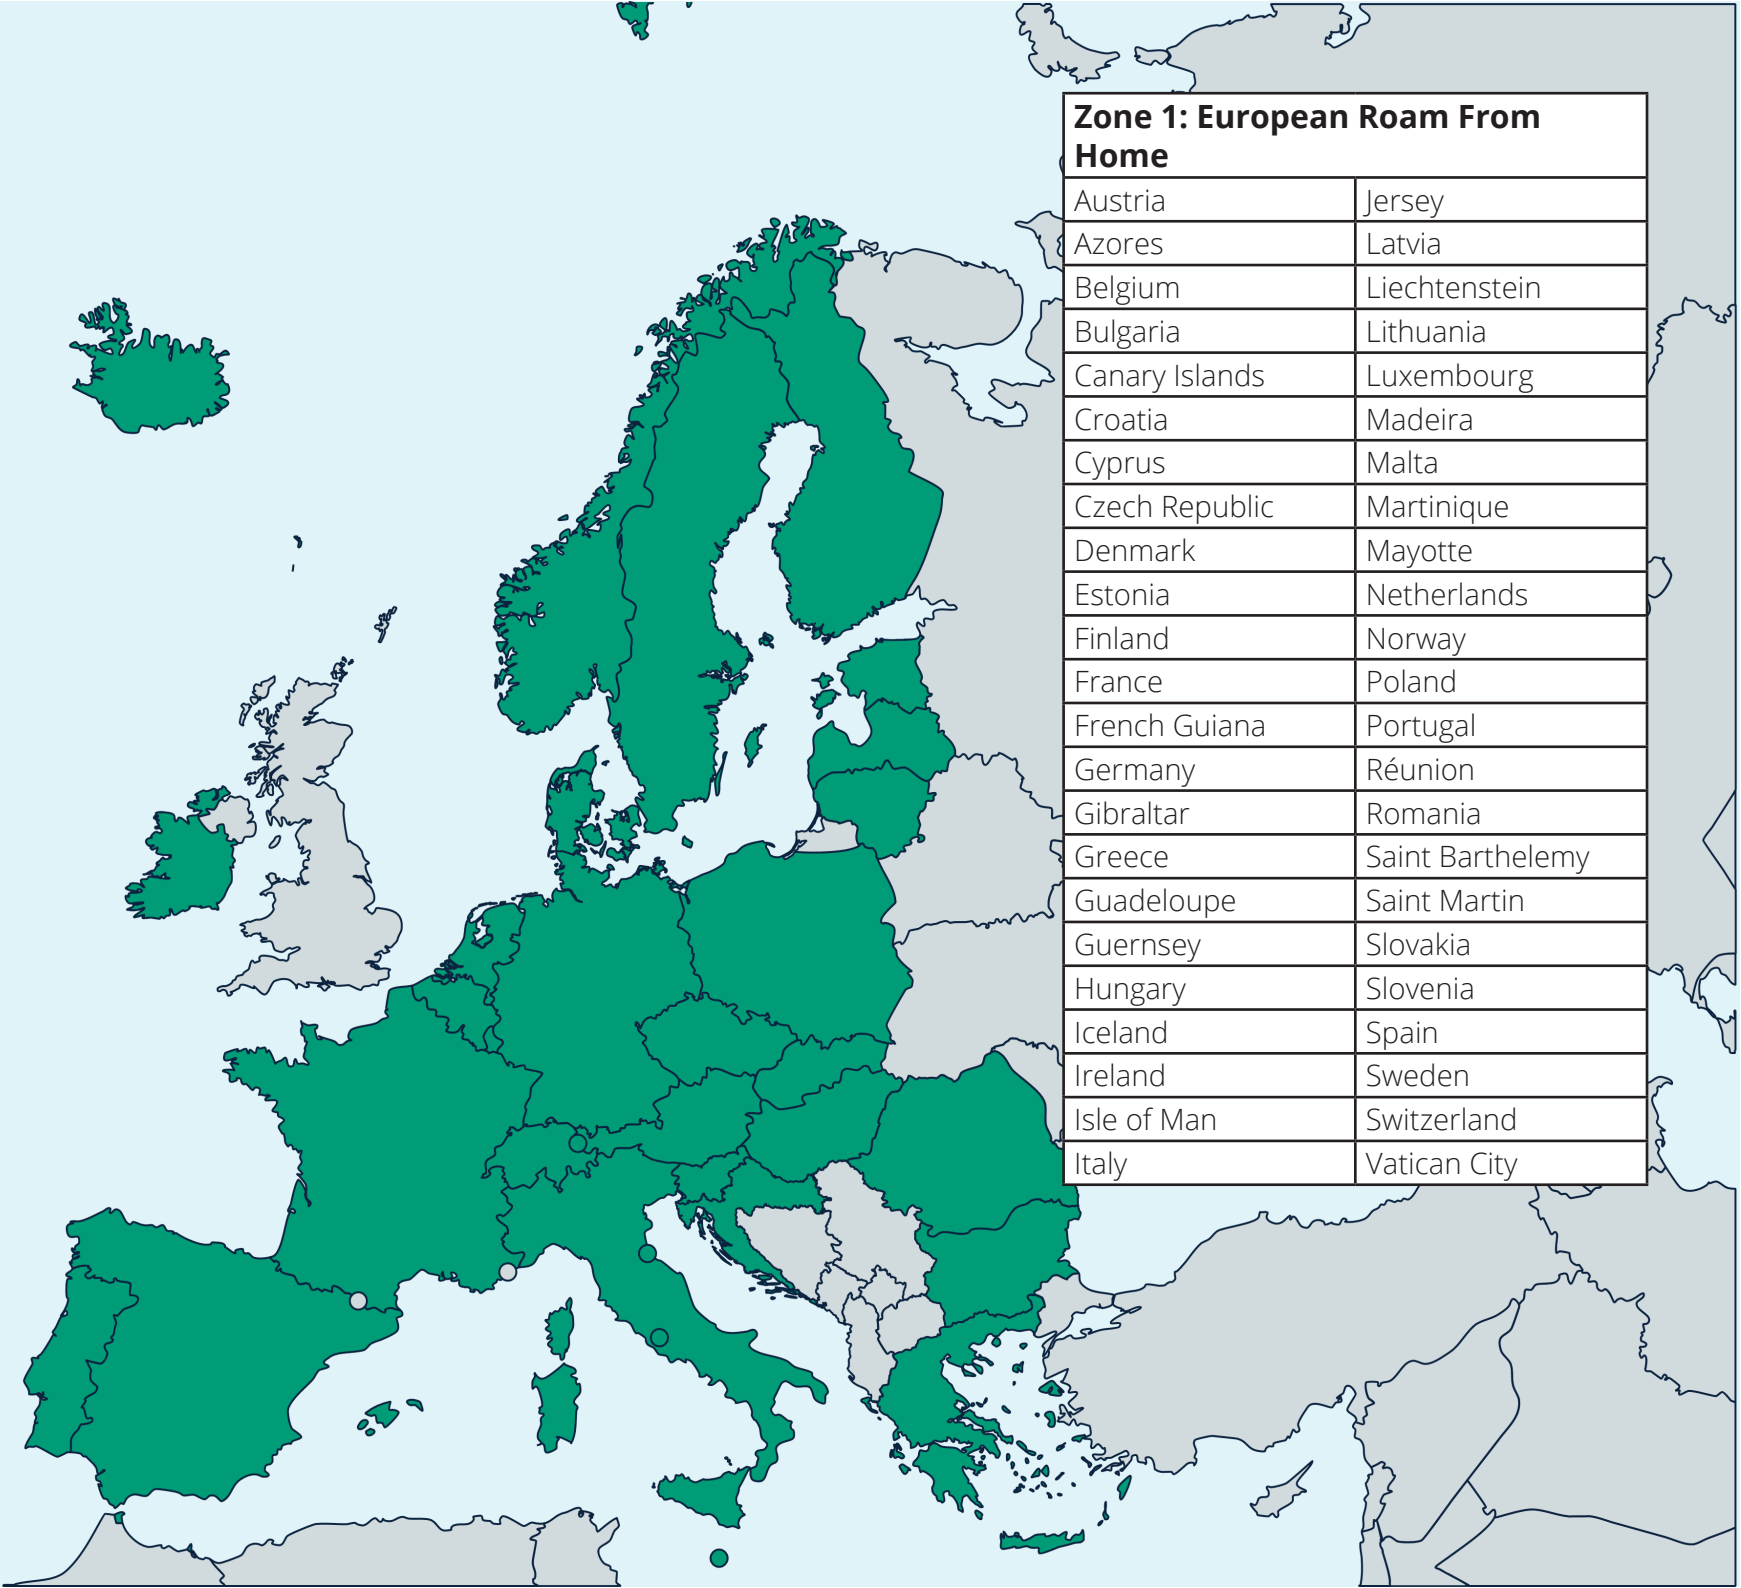 Zone 1: European Roam From
Home
Austria Jersey
Azores Latvia
Belgium Liechtenstein
Bulgaria Lithuania
Canary Islands Luxembourg
Croatia Madeira
Cyprus Malta
Czech Republic Martinique
Denmark Mayotte
Estonia Netherlands
Finland Norway
France Poland
French Guiana Portugal
Germany Réunion
Gibraltar Romania
Greece Saint Barthelemy
Guadeloupe Saint Martin
Guernsey Slovakia
Hungary Slovenia
Iceland Spain
Ireland Sweden
Isle of Man Switzerland
Italy Vatican City